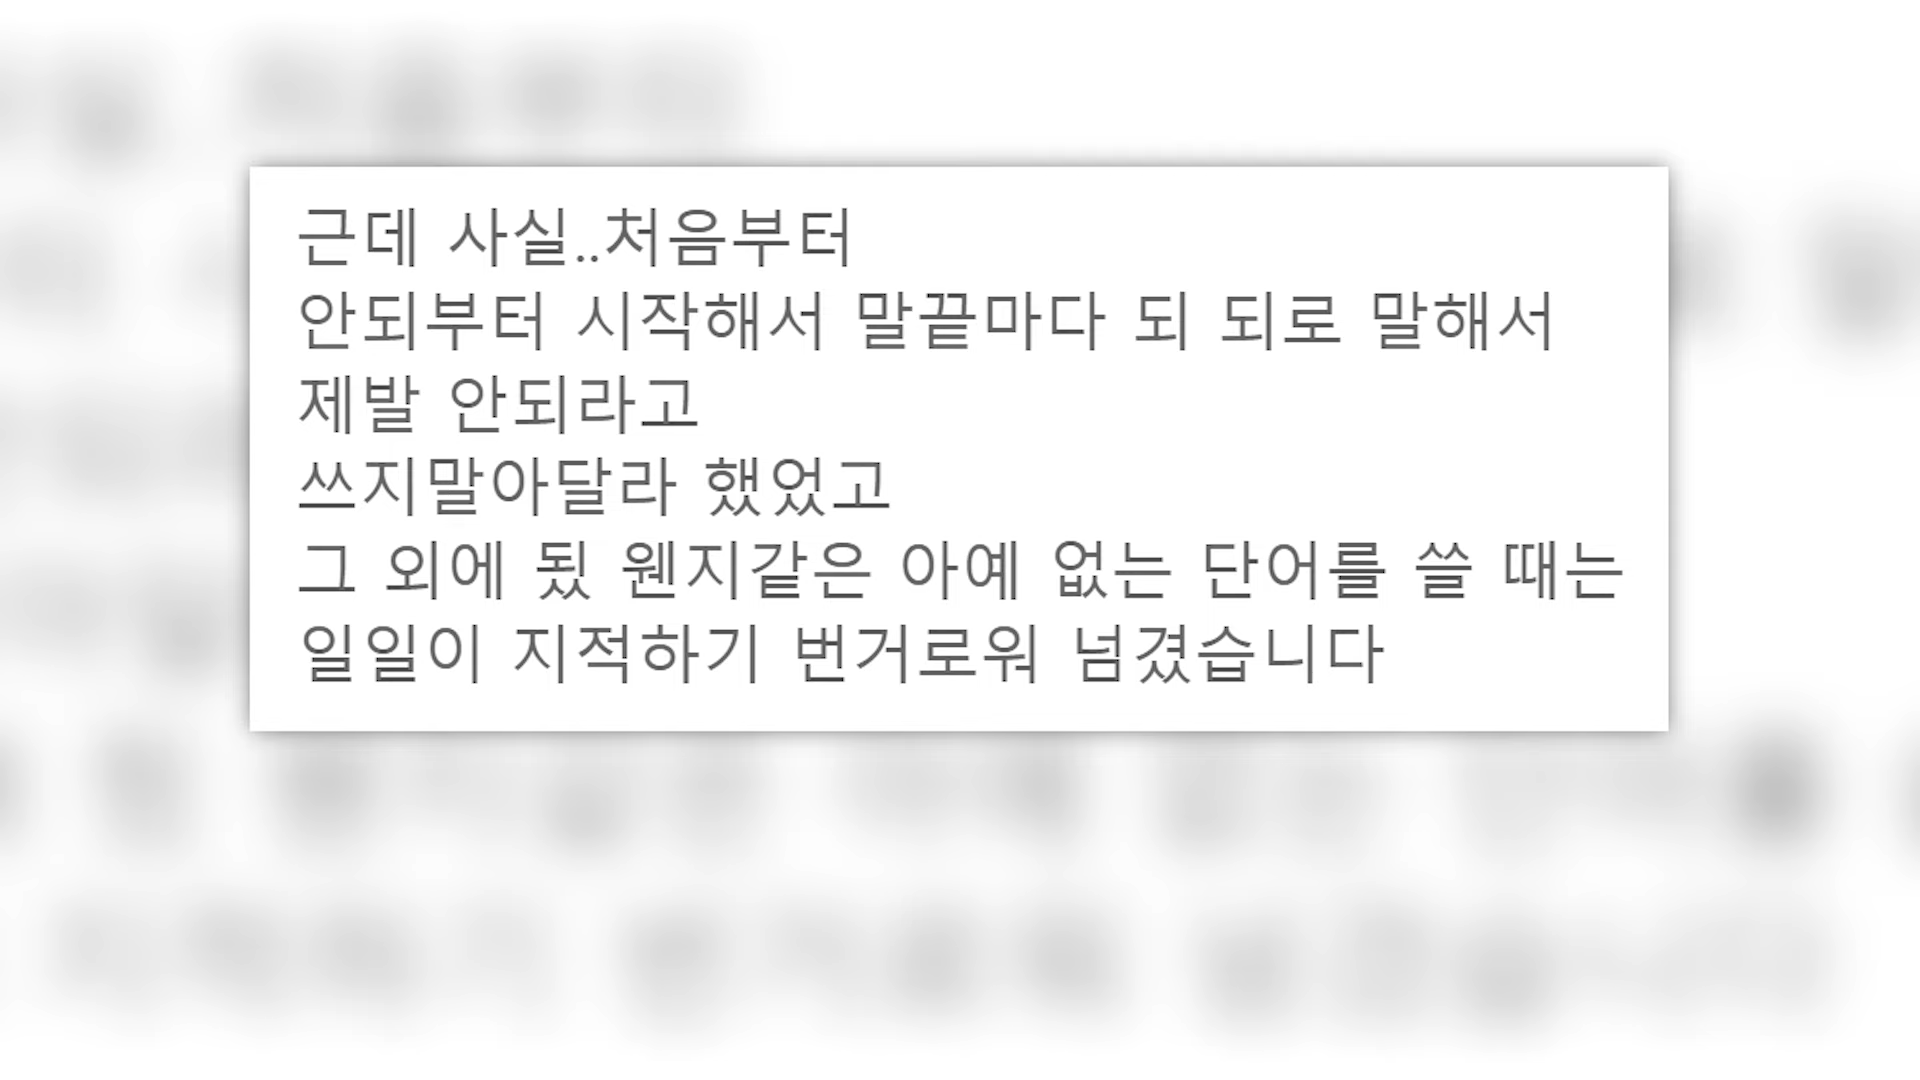 근데 사실..처음부터
안되부터 시작해서 말끝마다 되 되로 말해서
제발 안되라고
쓰지말아달라 했었고
그 외에 됬 웬지같은 아예 없는 단어를 쓸 때는
일일이 지적하기 번거로워 넘겼습니다